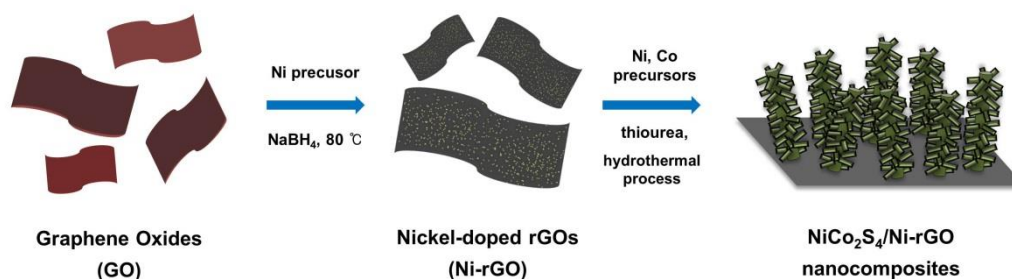 Ni precusor
NaBH₄, 80 ℃
Ni, Co
precursors
thiourea,
hydrothermal
process
Graphene Oxides
(GO)
Nickel-doped rGOs
(Ni-rGO)
NiCo₂S₄/Ni-rGO
nanocomposites